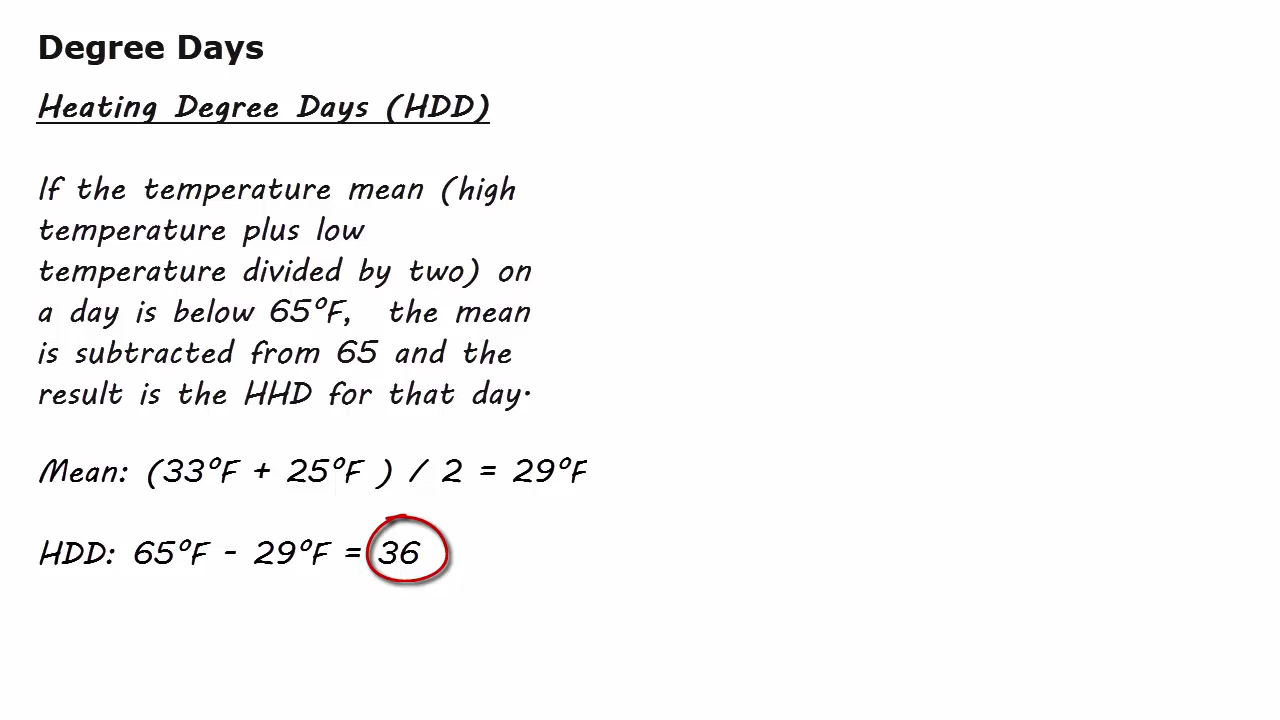 Degree Days
Heating Degree Days (HDD)
If the temperature mean (high
temperature plus low
temperature divided by two) on
a day is below 65°F, the mean
is subtracted from 65 and the
result is the HHD for that day.
Mean: (33°F + 25°F ) / 2 = 29°F
HDD: 65°F - 29°F = 36